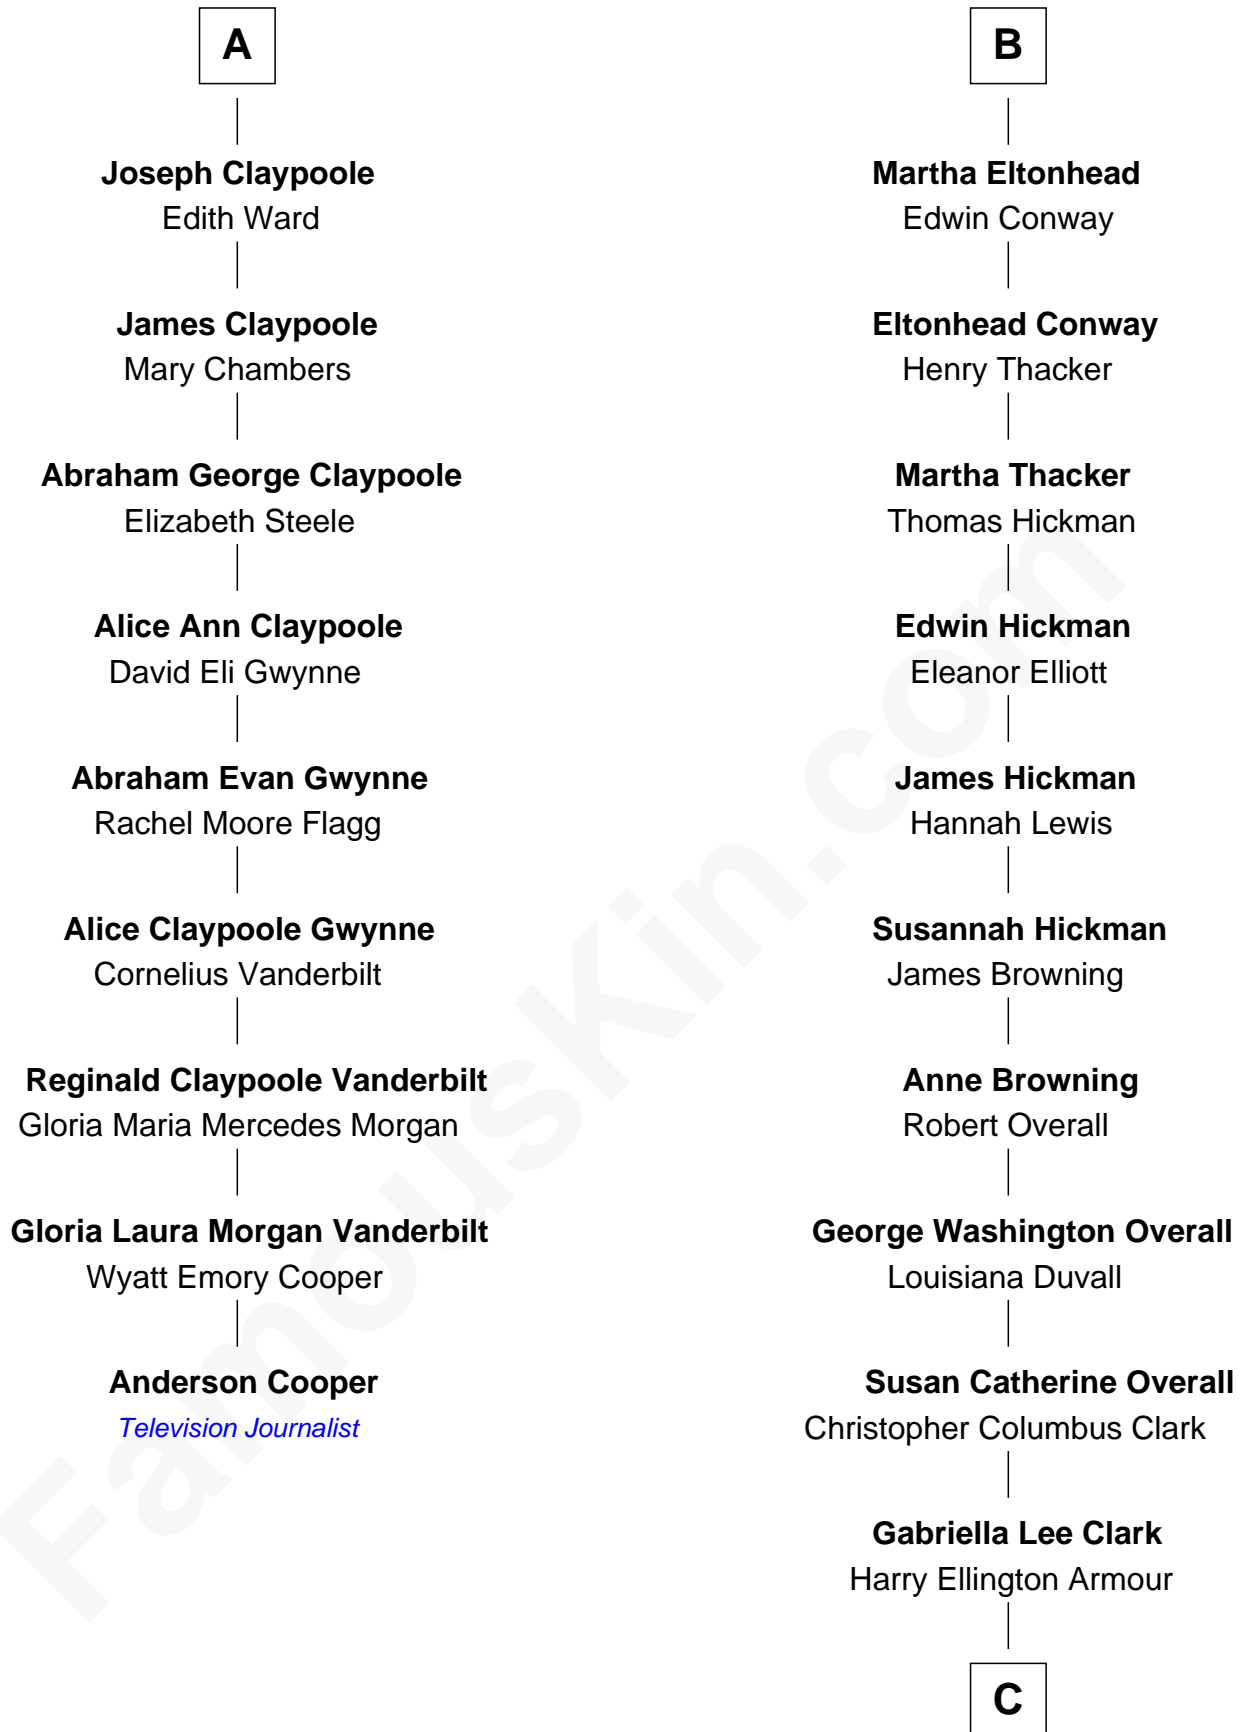 A
Joseph Claypoole
Edith Ward
James Claypoole
Mary Chambers
Abraham George Claypoole
Elizabeth Steele
Alice Ann Claypoole
David Eli Gwynne
Abraham Evan Gwynne
Rachel Moore Flagg
Alice Claypoole Gwynne
Cornelius Vanderbilt
Reginald Claypoole Vanderbilt
Gloria Maria Mercedes Morgan
Gloria Laura Morgan Vanderbilt
Wyatt Emory Cooper
Anderson Cooper
Television Journalist
B
Martha Eltonhead
Edwin Conway
Eltonhead Conway
Henry Thacker
Martha Thacker
Thomas Hickman
Edwin Hickman
Eleanor Elliott
James Hickman
Hannah Lewis
Susannah Hickman
James Browning
Anne Browning
Robert Overall
George Washington Overall
Louisiana Duvall
Susan Catherine Overall
Christopher Columbus Clark
Gabriella Lee Clark
Harry Ellington Armour
C
FamousKin.com